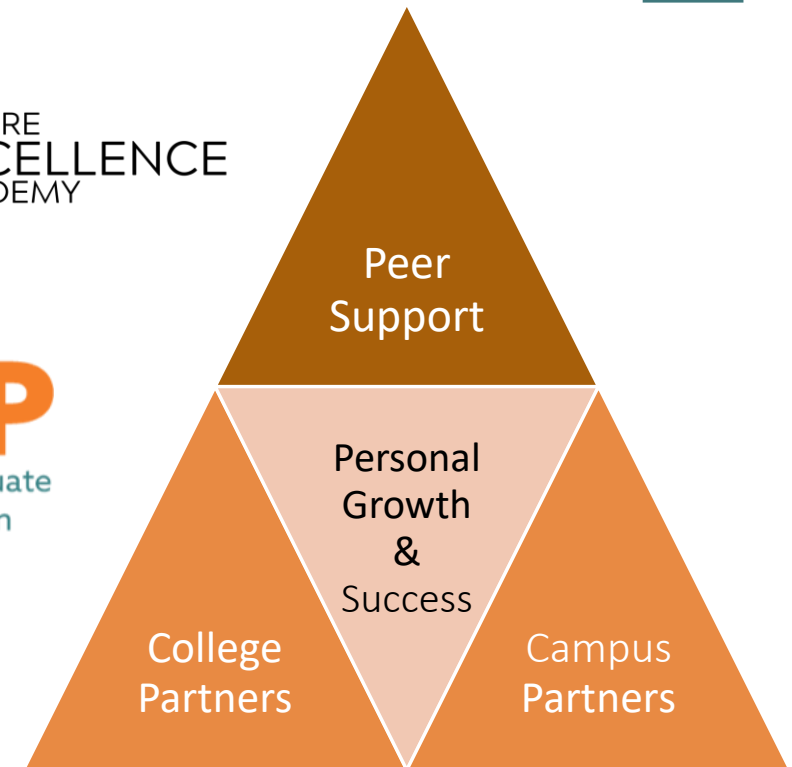 RE
CELLENCE
DEMY
Peer
Support
P
uate
n
Personal
Growth
&
Success
College
Partners
Campus
Partners